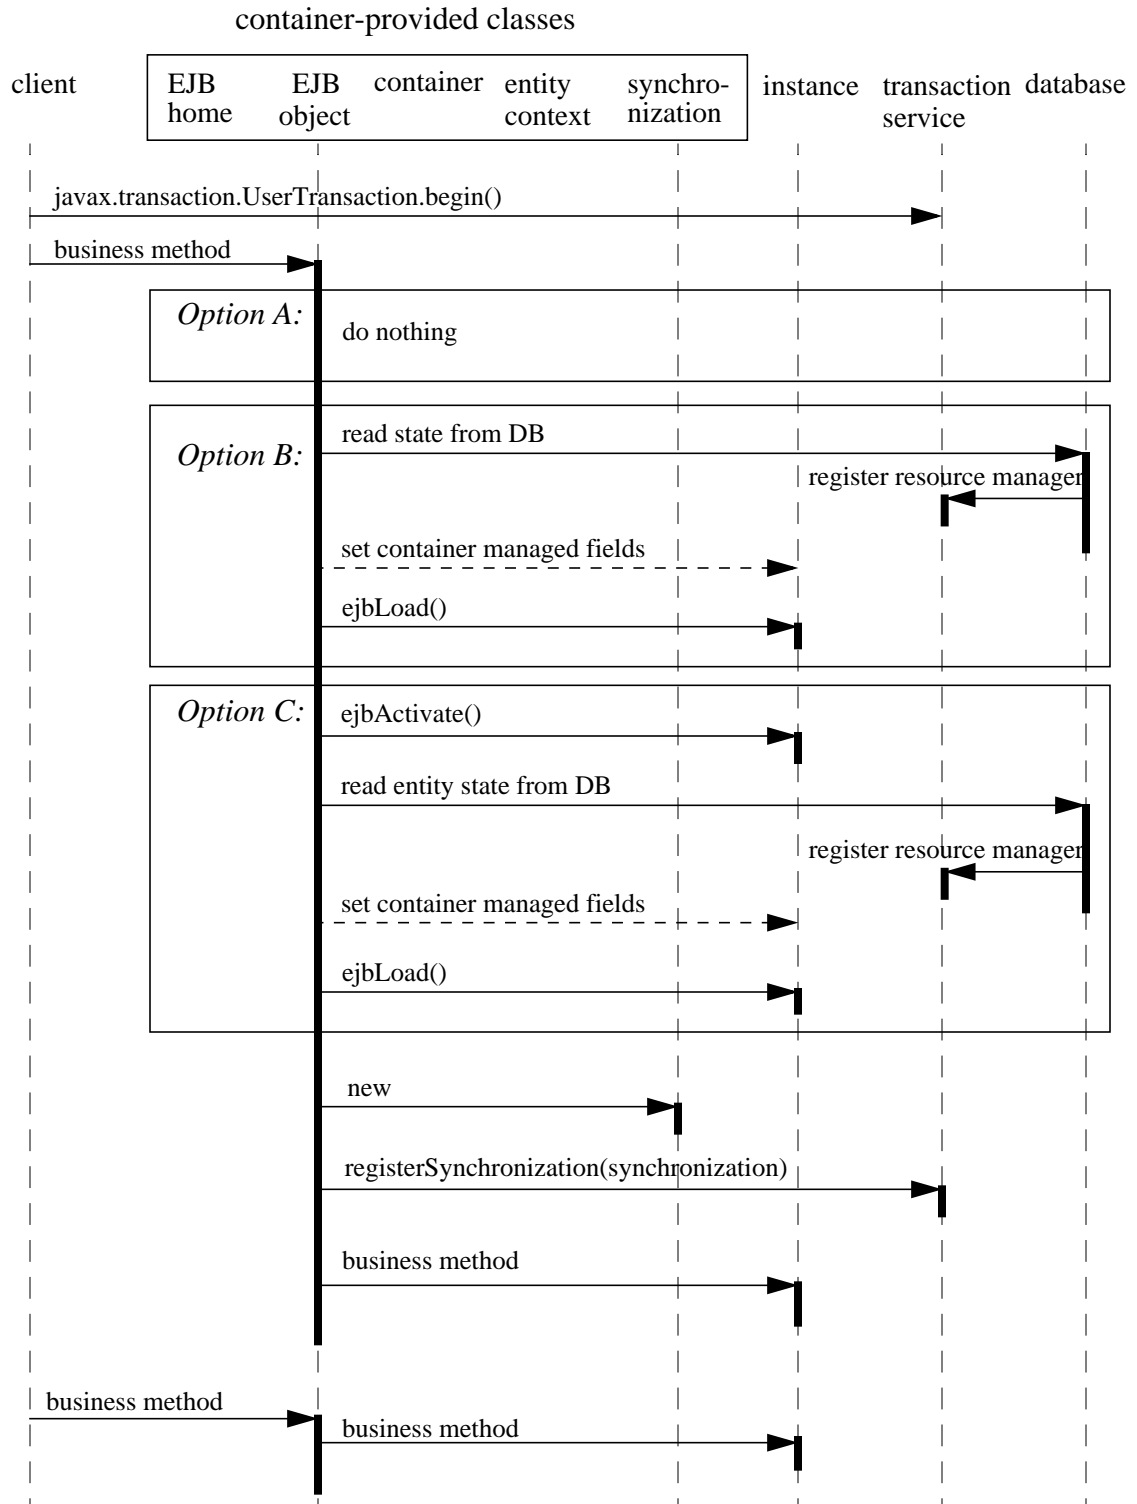 container-provided classes
client EJB home EJB object container entity context synchro-nization instance transaction service database
javax.transaction.UserTransaction.begin()
business method
Option A:
do nothing
read state from DB
Option B:
register resource manager
set container managed fields
ejbLoad()
Option C:
ejbActivate()
read entity state from DB
register resource manager
set container managed fields
ejbLoad()
new
registerSynchronization(synchronization)
business method
business method
business method